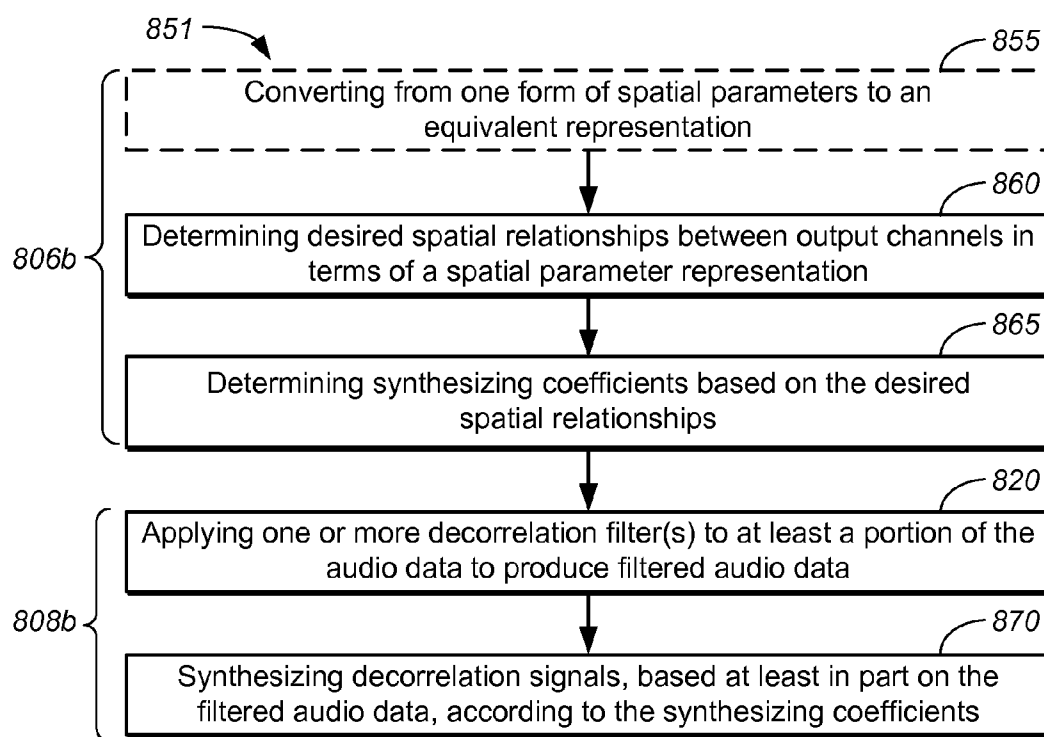 851
855
Converting from one form of spatial parameters to an
equivalent representation
860
806b
Determining desired spatial relationships between output channels in
terms of a spatial parameter representation
865
Determining synthesizing coefficients based on the desired
spatial relationships
820
Applying one or more decorrelation filter(s) to at least a portion of the
audio data to produce filtered audio data
808b
870
Synthesizing decorrelation signals, based at least in part on the
filtered audio data, according to the synthesizing coefficients